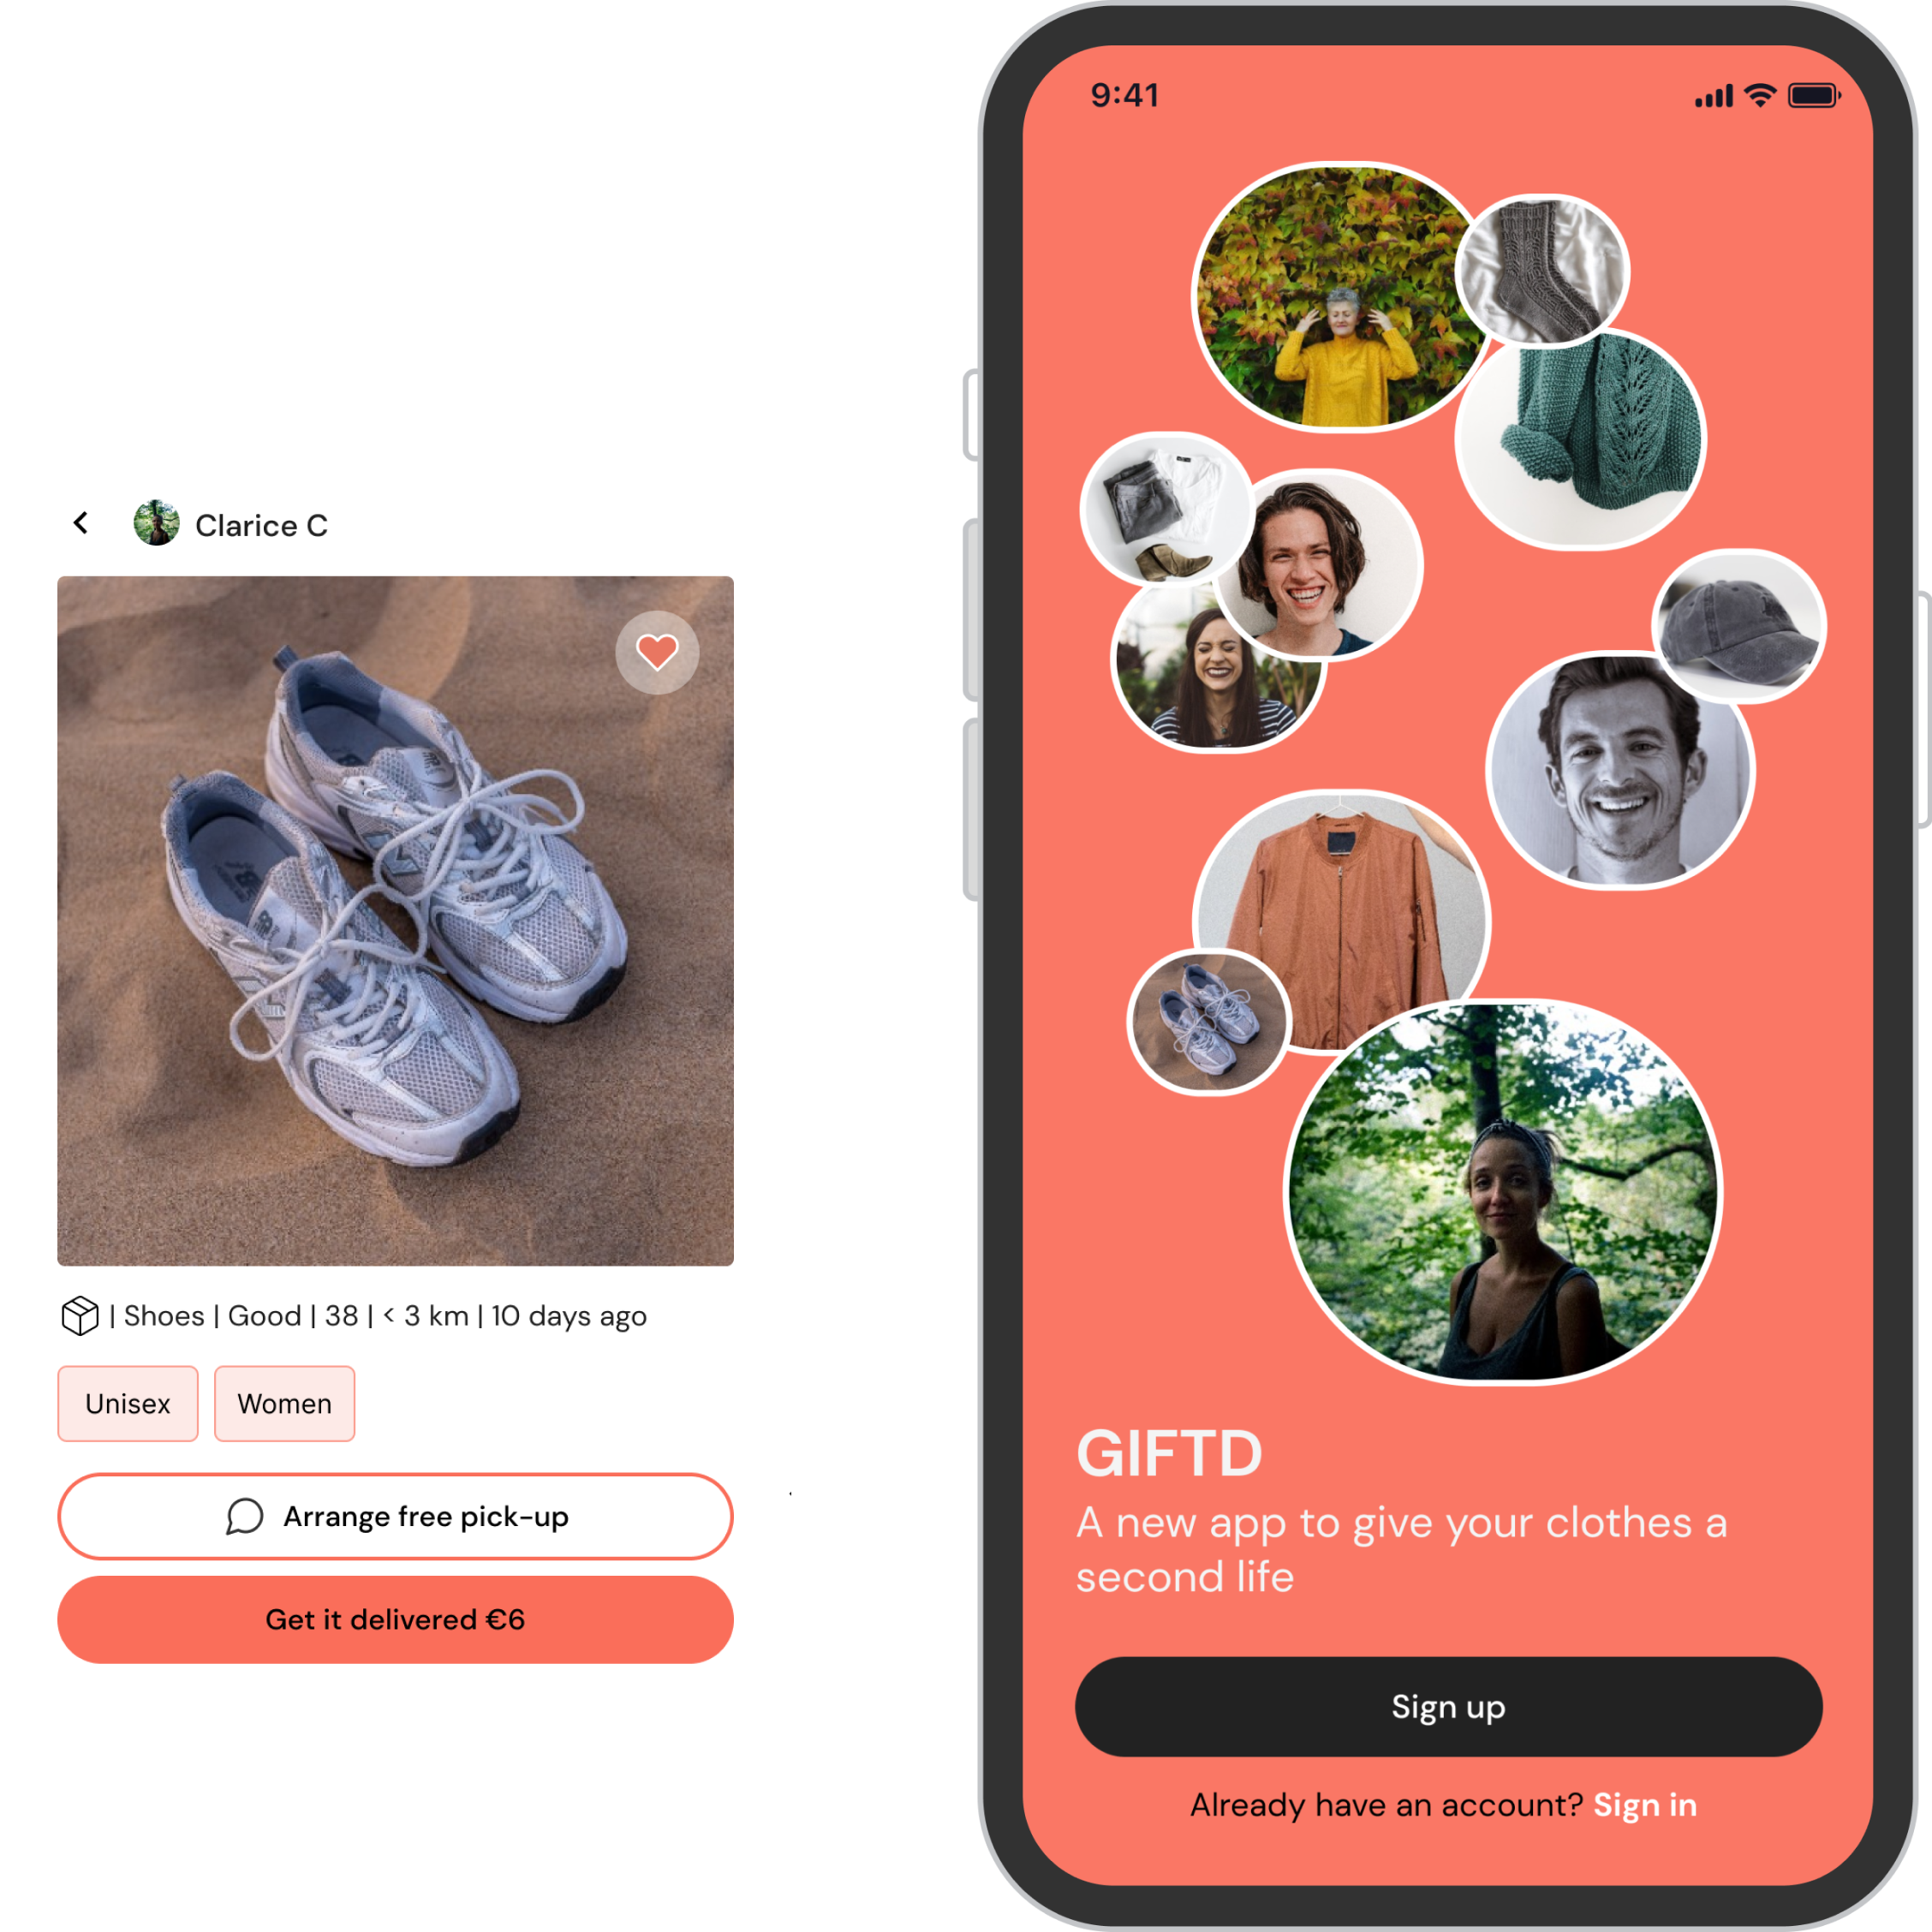 Clarice C
| Shoes | Good | 38 | < 3 km | 10 days ago
Unisex
Women
Arrange free pick-up
Get it delivered €6
9:41
GIFTD
A new app to give your clothes a
second life
Sign up
Already have an account? Sign in